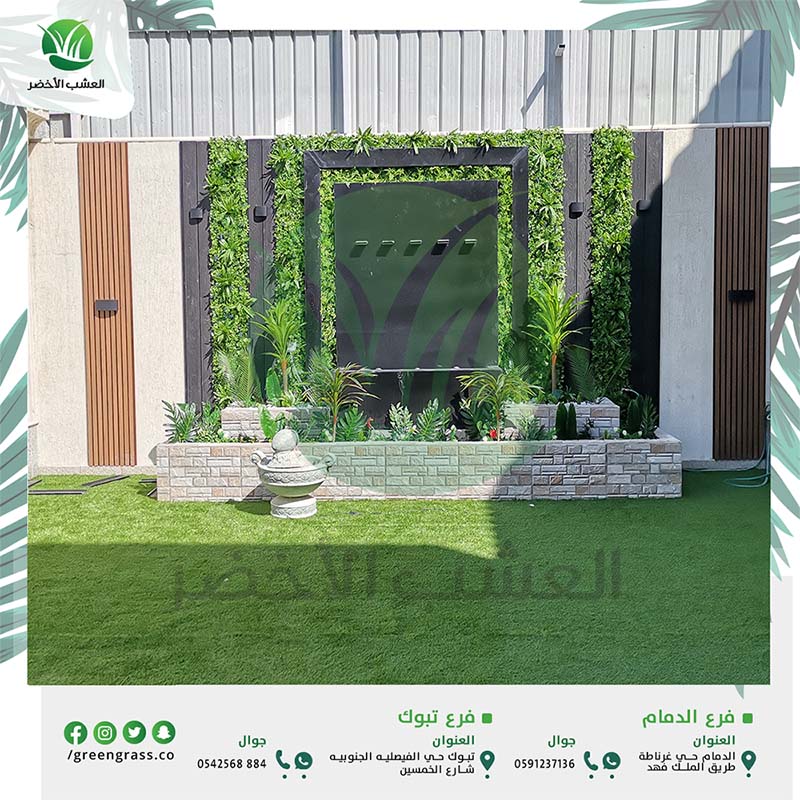 العشب الأخضر
العشب الأخضر
فرع الدمام
العنوان
الدمام حي غرناطة
طريق الملك فهد
جوال
0591237136
فرع تبوك
العنوان
تبوك حي الفيصليه الجنوبيه
شارع الخمسين
جوال
0542568 884
/greengrass.co